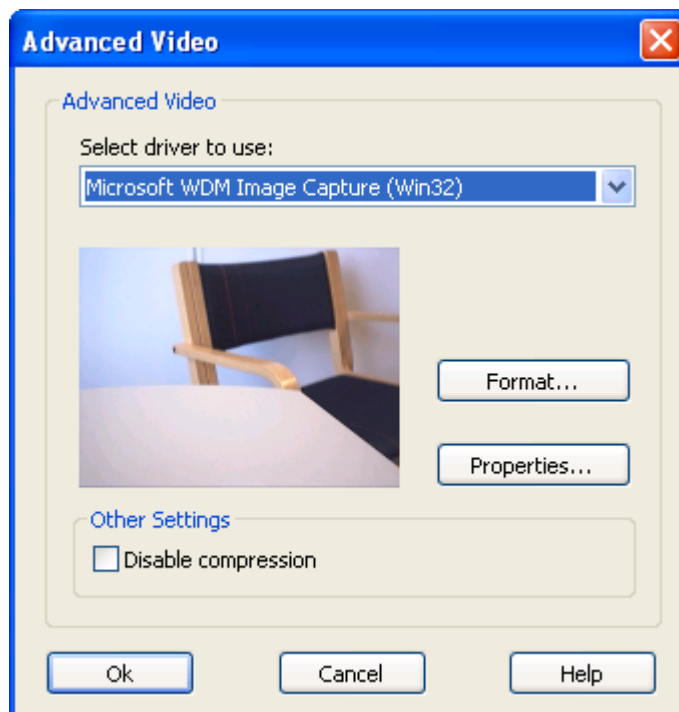 Advanced Video
Advanced Video
Select driver to use:
Microsoft WDM Image Capture (Win32)
Format...
Properties...
Other Settings
Disable compression
Ok Cancel Help